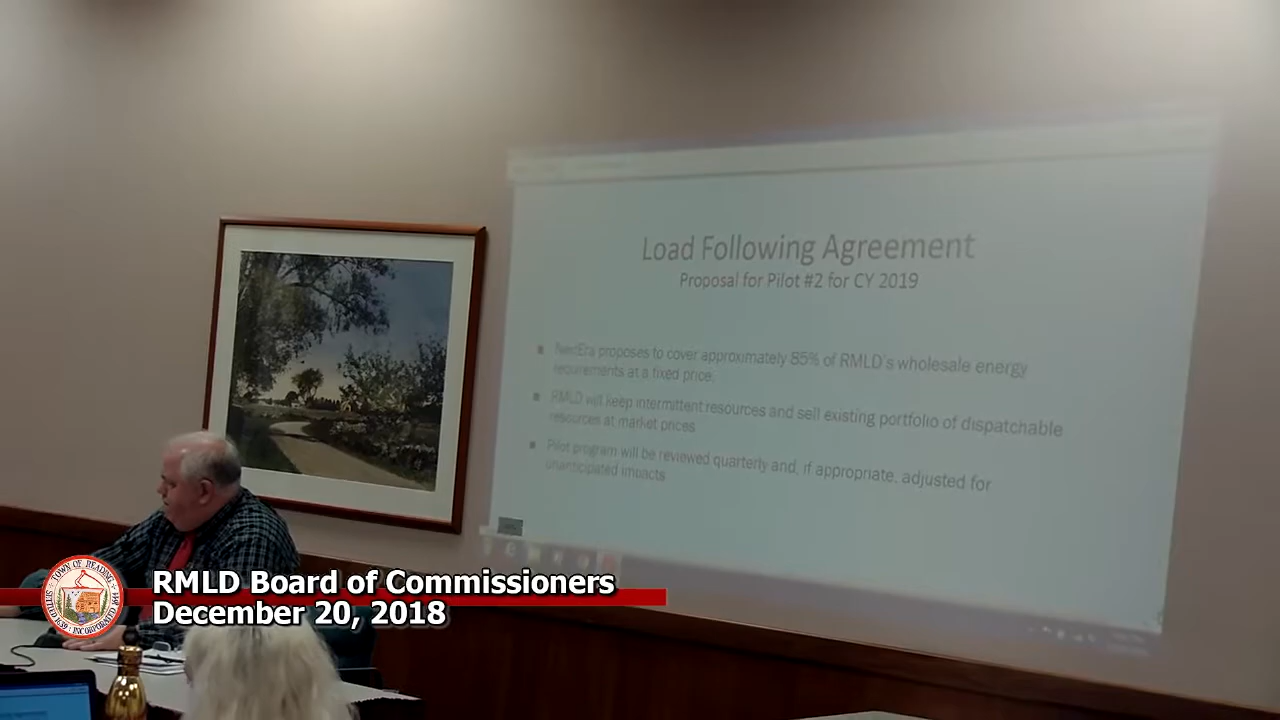 Load Following Agreement
Proposal for Pilot #2 for CY 2019
NextEra proposes to cover approximately 85% of RMLD's wholesale energy
requirements at a fixed price.
RMLD will keep intermittent resources and sell existing portfolio of dispatchable
resources at market prices
Pilot program will be reviewed quarterly and, if appropriate, adjusted for
unanticipated impacts
TOWN OF READING
RMLD Board of Commissioners
December 20, 2018